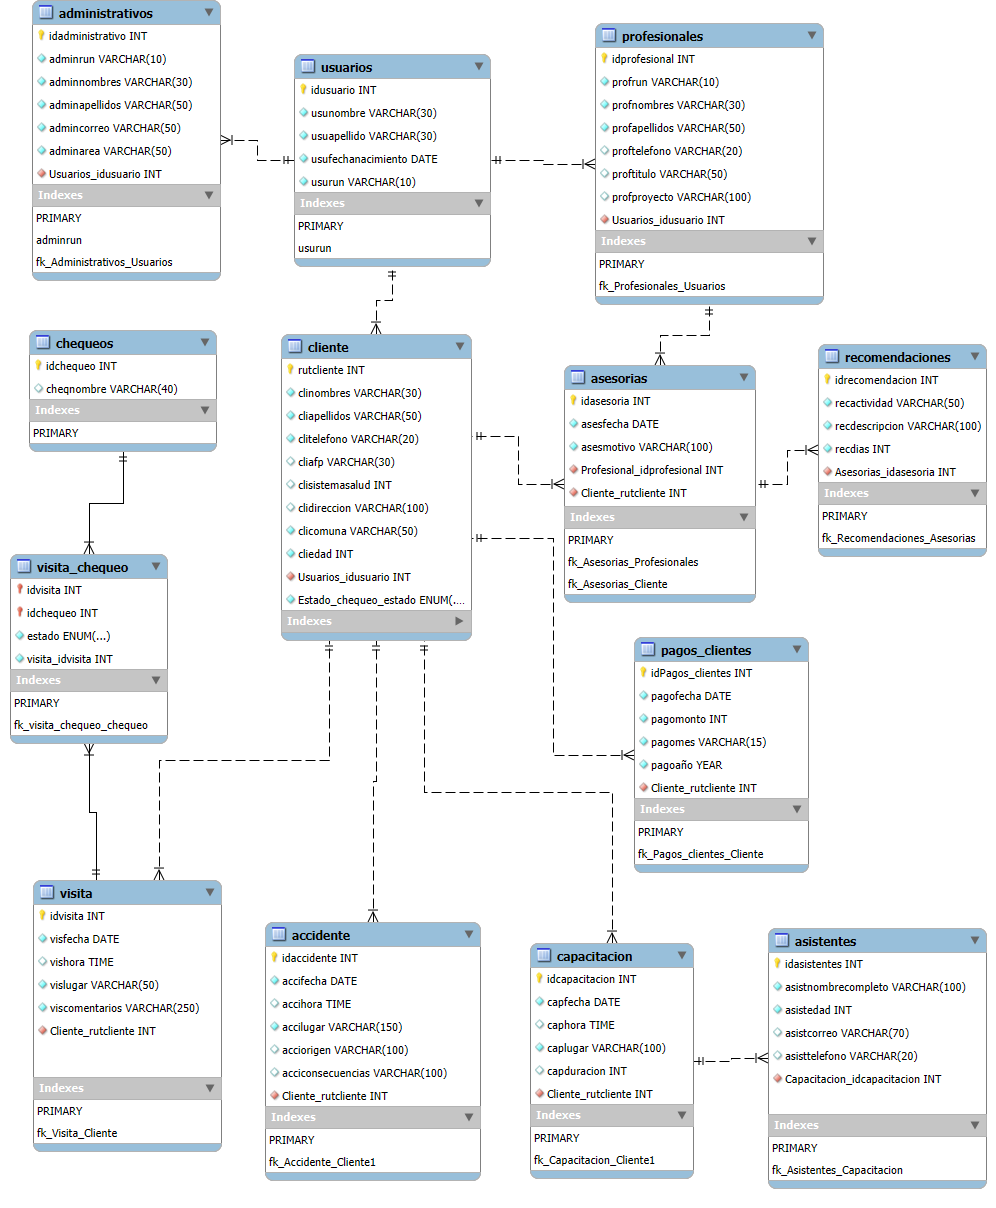 administrativos
idadministrativo INT
adminrun VARCHAR(10)
adminnombres VARCHAR(30)
adminapellidos VARCHAR(50)
admincorreo VARCHAR(50)
adminarea VARCHAR(50)
Usuarios_idusuario INT
Indexes
PRIMARY
adminrun
fk_Administrativos_Usuarios
usuarios
idusuario INT
usunombre VARCHAR(30)
usuapellido VARCHAR(30)
usufechanacimiento DATE
usurun VARCHAR(10)
Indexes
PRIMARY
usurun
profesionales
idprofesional INT
profrun VARCHAR(10)
profnombres VARCHAR(30)
profapellidos VARCHAR(50)
proftelefono VARCHAR(20)
proftitulo VARCHAR(50)
profproyecto VARCHAR(100)
Usuarios_idusuario INT
Indexes
PRIMARY
fk_Profesionales_Usuarios
chequeos
idchequeo INT
cheqnombre VARCHAR(40)
Indexes
PRIMARY
cliente
rutcliente INT
clinombres VARCHAR(30)
cliapellidos VARCHAR(50)
clitelefono VARCHAR(20)
cliafp VARCHAR(30)
clisistemasalud INT
clidireccion VARCHAR(100)
clicomuna VARCHAR(50)
cliedad INT
Usuarios_idusuario INT
Estado_chequeo_estado ENUM(....
Indexes
asesorias
idasesoria INT
asesfecha DATE
asesmotivo VARCHAR(100)
Profesional_idprofesional INT
Cliente_rutcliente INT
Indexes
PRIMARY
fk_Asesorias_Profesionales
fk_Asesorias_Cliente
recomendaciones
idrecomendacion INT
recactividad VARCHAR(50)
recdescripcion VARCHAR(100)
recdias INT
Asesorias_idasesoria INT
Indexes
PRIMARY
fk_Recomendaciones_Asesorias
visita_chequeo
idvisita INT
idchequeo INT
estado ENUM(...)
visita_idvisita INT
Indexes
PRIMARY
fk_visita_chequeo_chequeo
pagos_clientes
idPagos_clientes INT
pagofecha DATE
pagomonto INT
pagomes VARCHAR(15)
pagoaño YEAR
Cliente_rutcliente INT
Indexes
PRIMARY
fk_Pagos_clientes_Cliente
visita
idvisita INT
visfecha DATE
vishora TIME
vislugar VARCHAR(50)
viscomentarios VARCHAR(250)
Cliente_rutcliente INT
Indexes
PRIMARY
fk_Visita_Cliente
accidente
idaccidente INT
accifecha DATE
accihora TIME
accilugar VARCHAR(150)
acciorigen VARCHAR(100)
acciconsecuencias VARCHAR(100)
Cliente_rutcliente INT
Indexes
PRIMARY
fk_Accidente_Cliente1
capacitacion
idcapacitacion INT
capfecha DATE
caphora TIME
caplugar VARCHAR(100)
capduracion INT
Cliente_rutcliente INT
Indexes
PRIMARY
fk_Capacitacion_Cliente1
asistentes
idasistentes INT
asistnombrecompleto VARCHAR(100)
asistedad INT
asistcorreo VARCHAR(70)
asisttelefono VARCHAR(20)
Capacitacion_idcapacitacion INT
Indexes
PRIMARY
fk_Asistentes_Capacitacion